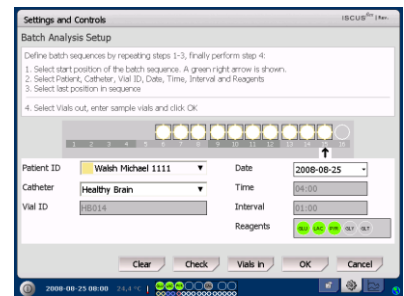 Settings and Controls
ISCUS
Batch Analysis Setup
Define batch sequences by repeating steps 1-3, finally perform step 4:
1. Select start position of the batch sequence. A green right arrow is shown.
2. Select Patient, Catheter, Vial ID, Date, Time, Interval and Reagents
3. Select last position in sequence
4. Select Vials out, enter sample vials and click OK
1 2 3 4 5 6 7 8 9 10 11 12 13 14 15 16
Patient ID Walsh Michael 1111 Date 2008-08-25
Catheter Healthy Brain Time 04:00
Vial ID HB014 Interval 01:00
Reagents GLU LAC PYR GLY GLT
Clear Check Vials in OK Cancel
2008-08-25 08:00 24,4 °C